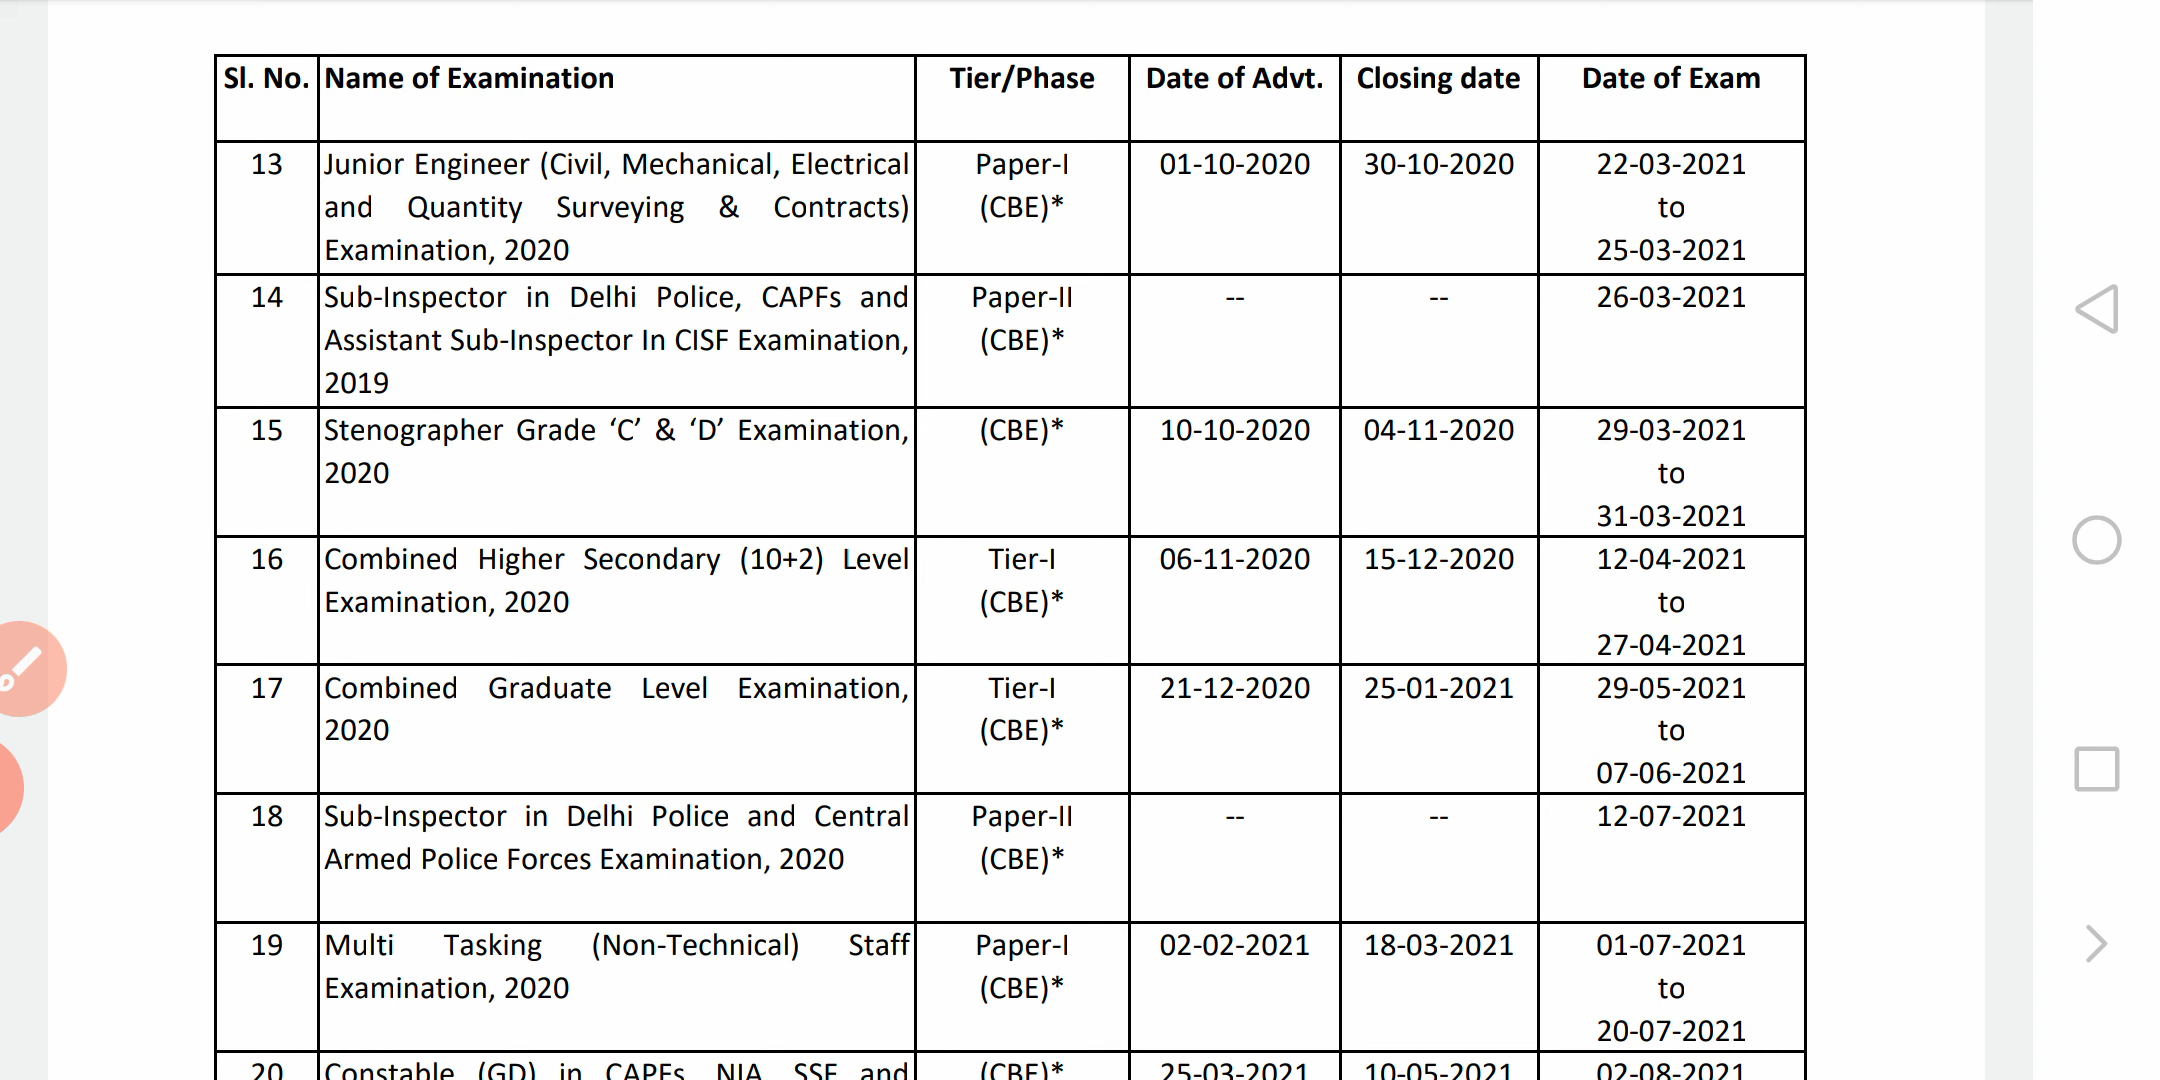 Sl. No. Name of Examination Tier/Phase Date of Advt. Closing date Date of Exam
13 Junior Engineer (Civil, Mechanical, Electrical Paper-I 01-10-2020 30-10-2020 22-03-2021
and Quantity Surveying & Contracts) (CBE)* to
Examination, 2020 25-03-2021
14 Sub-Inspector in Delhi Police, CAPFs and Paper-II -- -- 26-03-2021
Assistant Sub-Inspector In CISF Examination, (CBE)*
2019
15 Stenographer Grade ‘C’ & ‘D’ Examination, (CBE)* 10-10-2020 04-11-2020 29-03-2021
2020 to
31-03-2021
16 Combined Higher Secondary (10+2) Level Tier-I 06-11-2020 15-12-2020 12-04-2021
Examination, 2020 (CBE)* to
27-04-2021
17 Combined Graduate Level Examination, Tier-I 21-12-2020 25-01-2021 29-05-2021
2020 (CBE)* to
07-06-2021
18 Sub-Inspector in Delhi Police and Central Paper-II -- -- 12-07-2021
Armed Police Forces Examination, 2020 (CBE)*
19 Multi Tasking (Non-Technical) Staff Paper-I 02-02-2021 18-03-2021 01-07-2021
Examination, 2020 (CBE)* to
20-07-2021
20 Constable (GD) in CAPFs, NIA, SSF and (CBE)* 25-03-2021 10-05-2021 02-08-2021